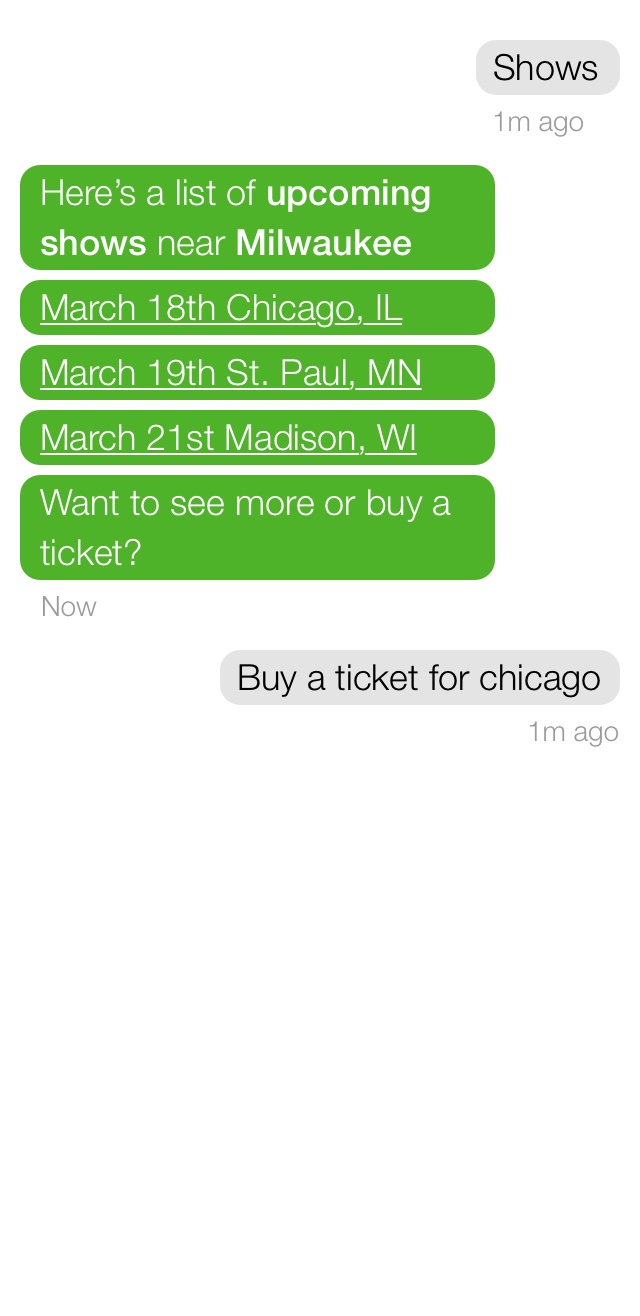 Shows
1m ago
Here’s a list of upcoming
shows near Milwaukee
March 18th Chicago, IL
March 19th St. Paul, MN
March 21st Madison, WI
Want to see more or buy a
ticket?
Now
Buy a ticket for chicago
1m ago